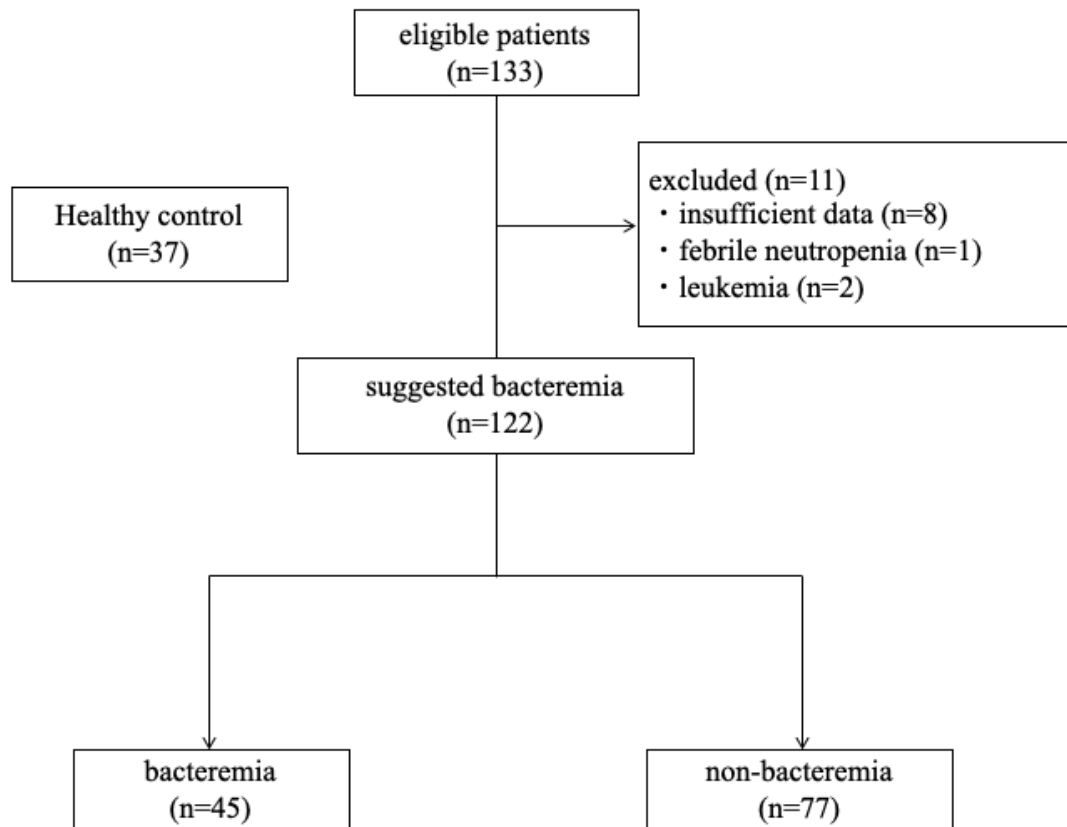 eligible patients
(n=133)
excluded (n=11)
・insufficient data (n=8)
・febrile neutropenia (n=1)
・leukemia (n=2)
Healthy control
(n=37)
suggested bacteremia
(n=122)
bacteremia
(n=45)
non-bacteremia
(n=77)